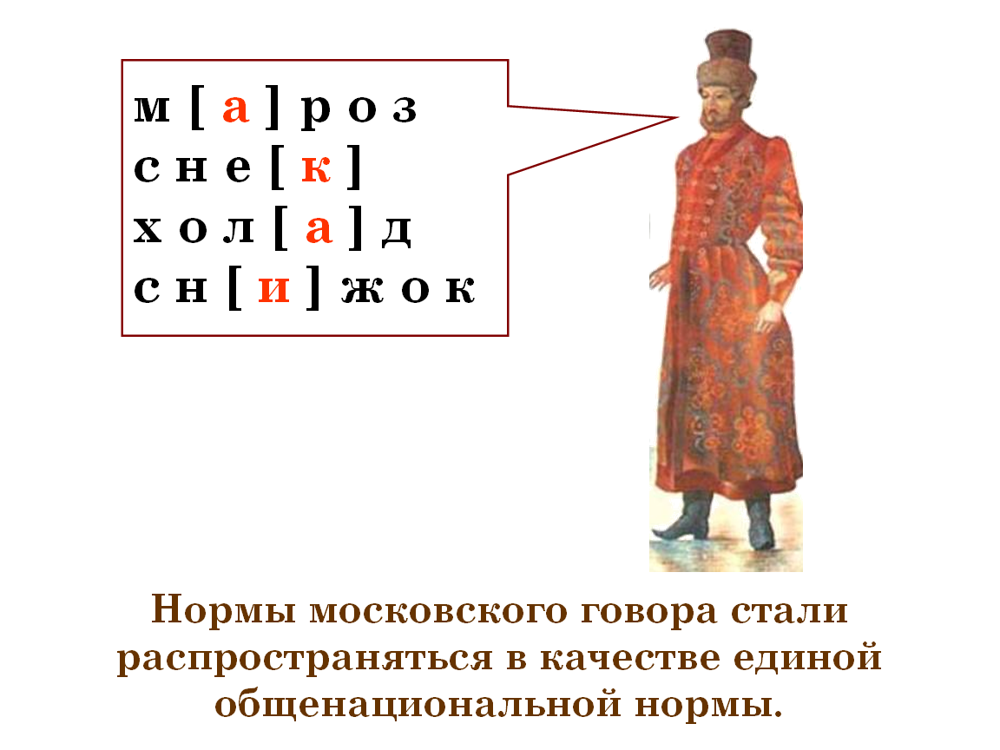 м [ а ] р о з
с н е [ к ]
х о л [ а ] д
с н [ и ] ж о к
Нормы московского говора стали
распространяться в качестве единой
общенациональной нормы.